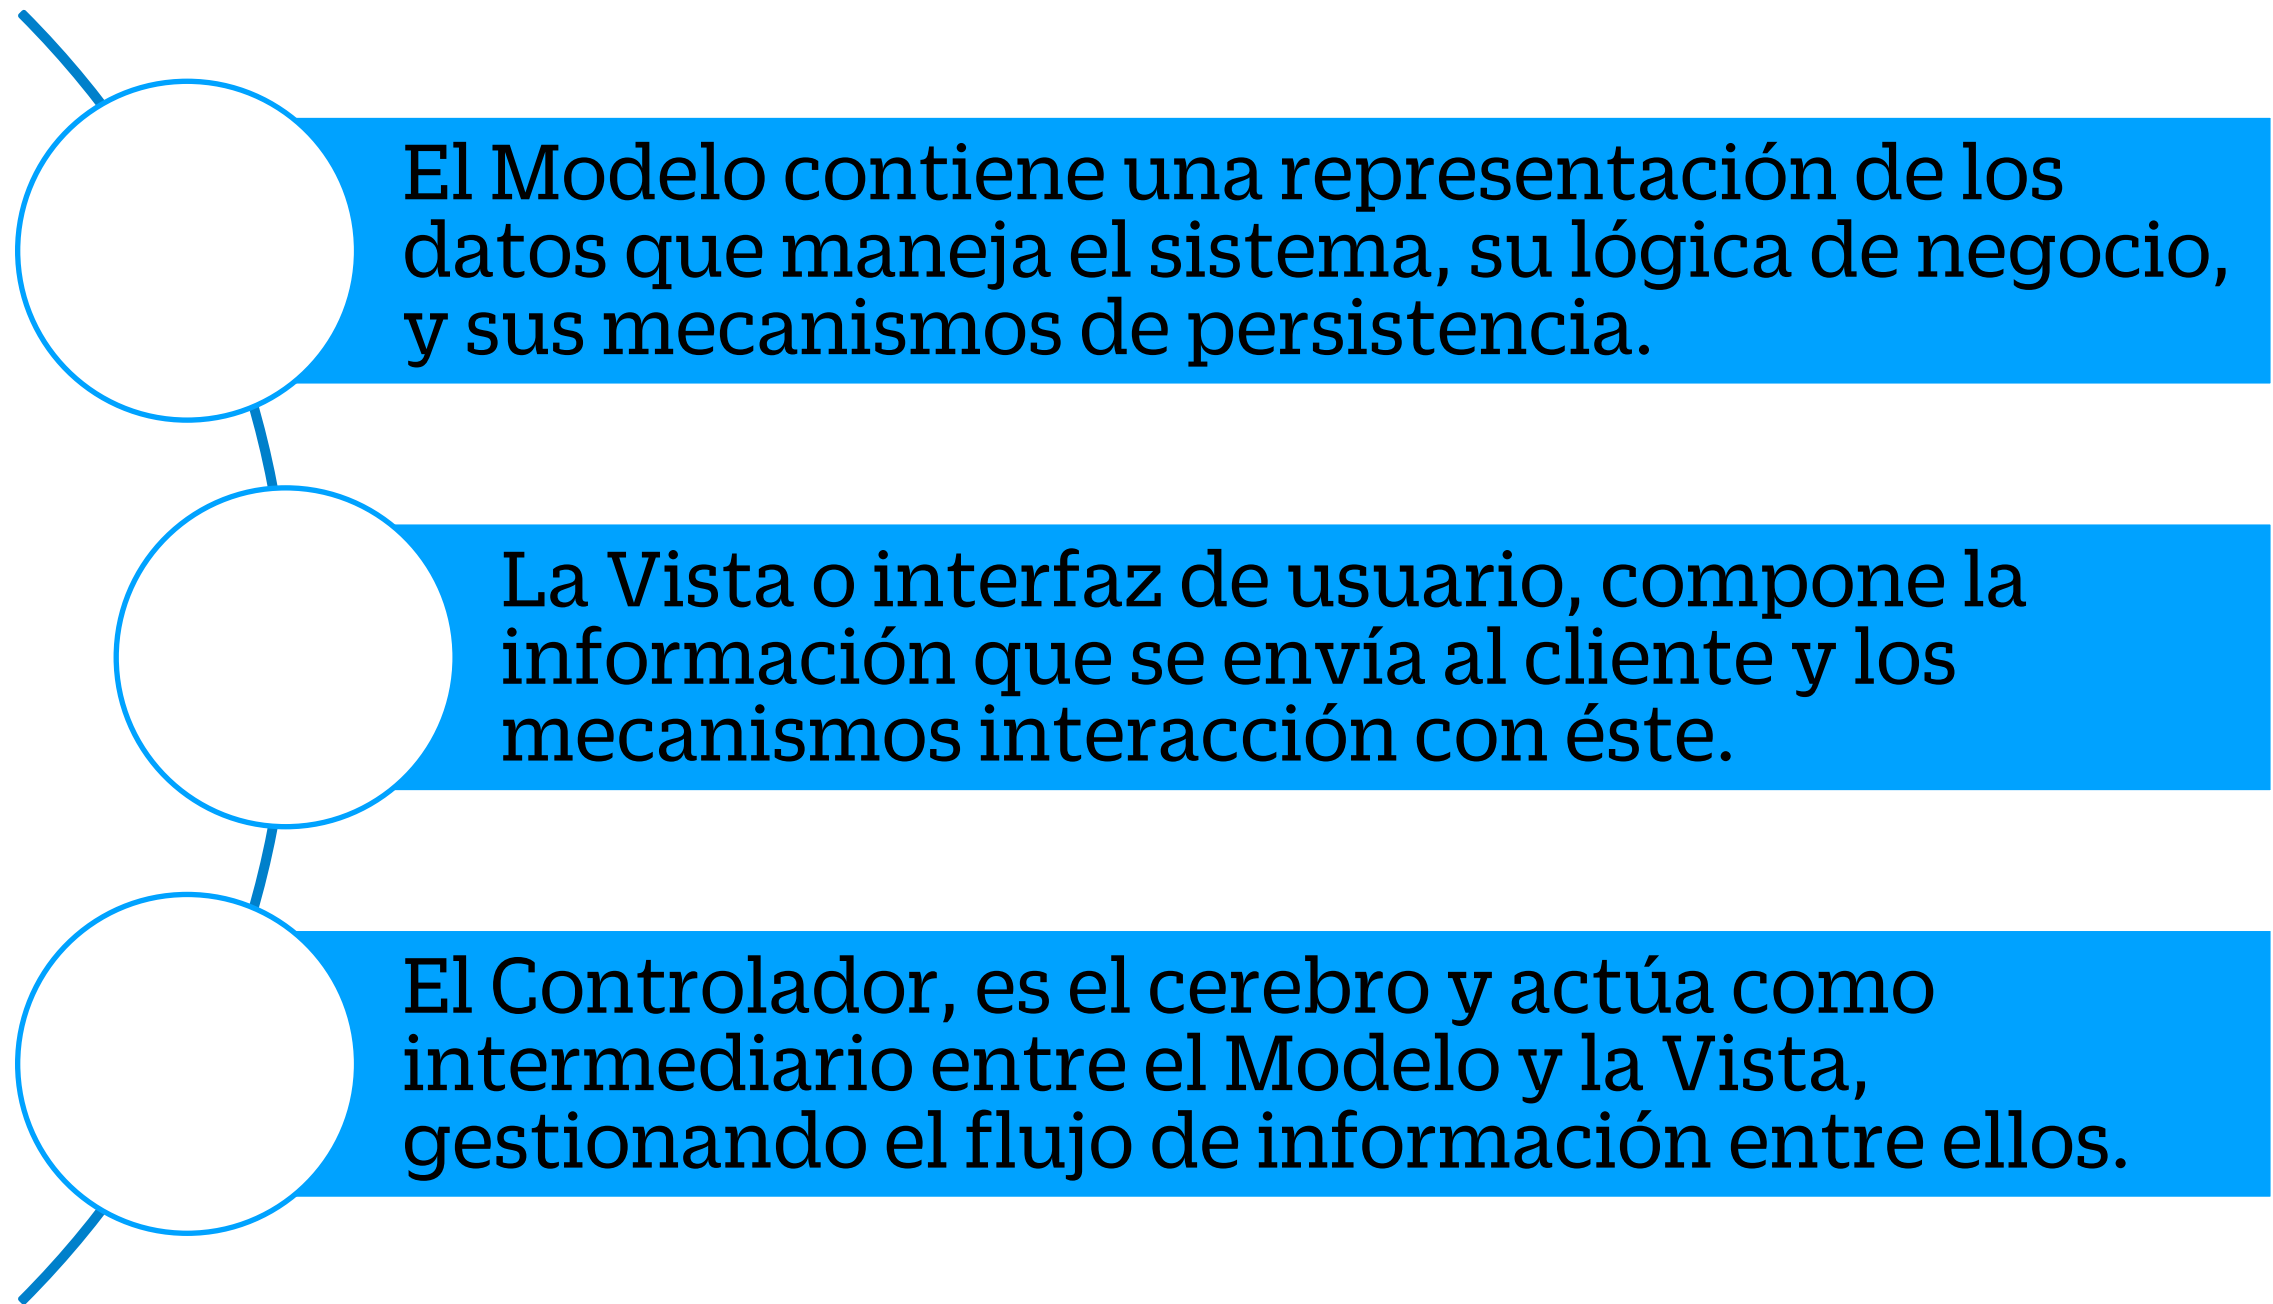 El Modelo contiene una representación de los
datos que maneja el sistema, su lógica de negocio,
y sus mecanismos de persistencia.
La Vista o interfaz de usuario, compone la
información que se envía al cliente y los
mecanismos interacción con éste.
El Controlador, es el cerebro y actúa como
intermediario entre el Modelo y la Vista,
gestionando el flujo de información entre ellos.